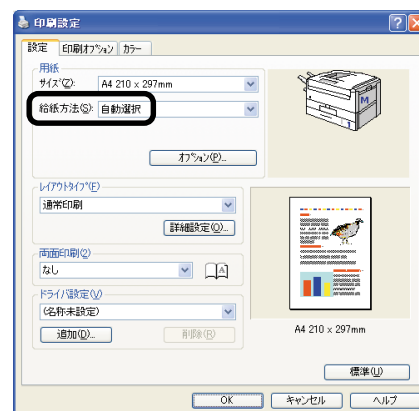 印刷設定
設定 印刷オプション カラー
用紙
サイズ(Z): A4 210 x 297mm
給紙方法(S): 自動選択
オプション(P)...
M
1
レイアウトタイプ(E)
通常印刷
詳細設定(O)...
両面印刷(2)
なし
A
ドライバ設定(V)
(名称未設定)
追加(D)... 削除(R)
A4 210 x 297mm
標準(U)
OK キャンセル ヘルプ